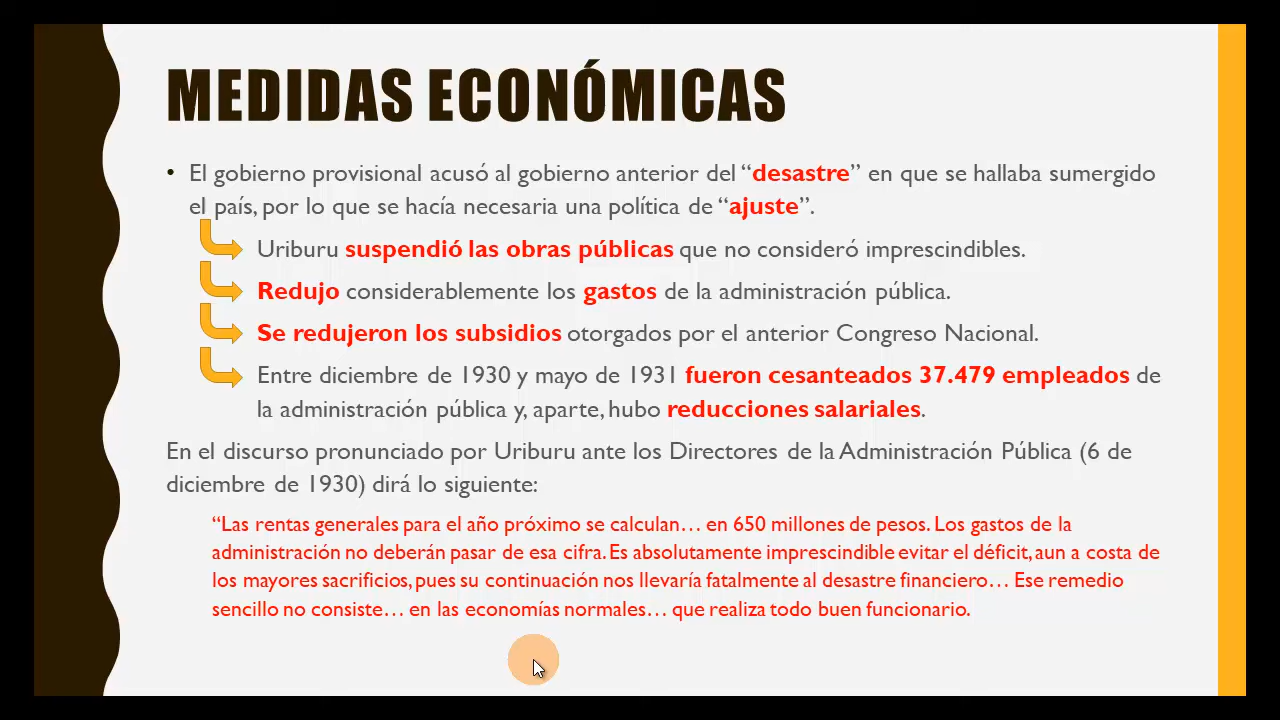 MEDIDAS ECONÓMICAS
• El gobierno provisional acusó al gobierno anterior del “desastre” en que se hallaba sumergido
el país, por lo que se hacía necesaria una política de “ajuste”.
Uriburu suspendió las obras públicas que no consideró imprescindibles.
Redujo considerablemente los gastos de la administración pública.
Se redujeron los subsidios otorgados por el anterior Congreso Nacional.
Entre diciembre de 1930 y mayo de 1931 fueron cesanteados 37.479 empleados de
la administración pública y, aparte, hubo reducciones salariales.
En el discurso pronunciado por Uriburu ante los Directores de la Administración Pública (6 de
diciembre de 1930) dirá lo siguiente:
“Las rentas generales para el año próximo se calculan… en 650 millones de pesos. Los gastos de la
administración no deberán pasar de esa cifra. Es absolutamente imprescindible evitar el déficit, aun a costa de
los mayores sacrificios, pues su continuación nos llevaría fatalmente al desastre financiero… Ese remedio
sencillo no consiste… en las economías normales… que realiza todo buen funcionario.